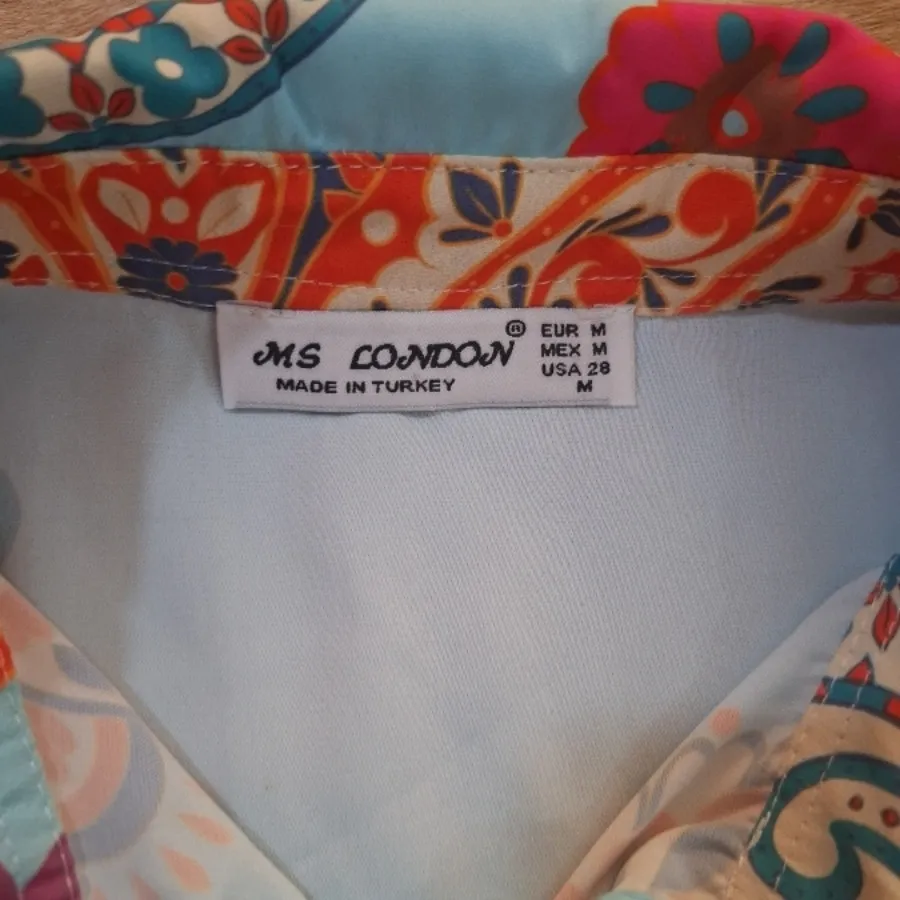 MS LONDON ®
MADE IN TURKEY
EUR M
MEX M
USA 28
M